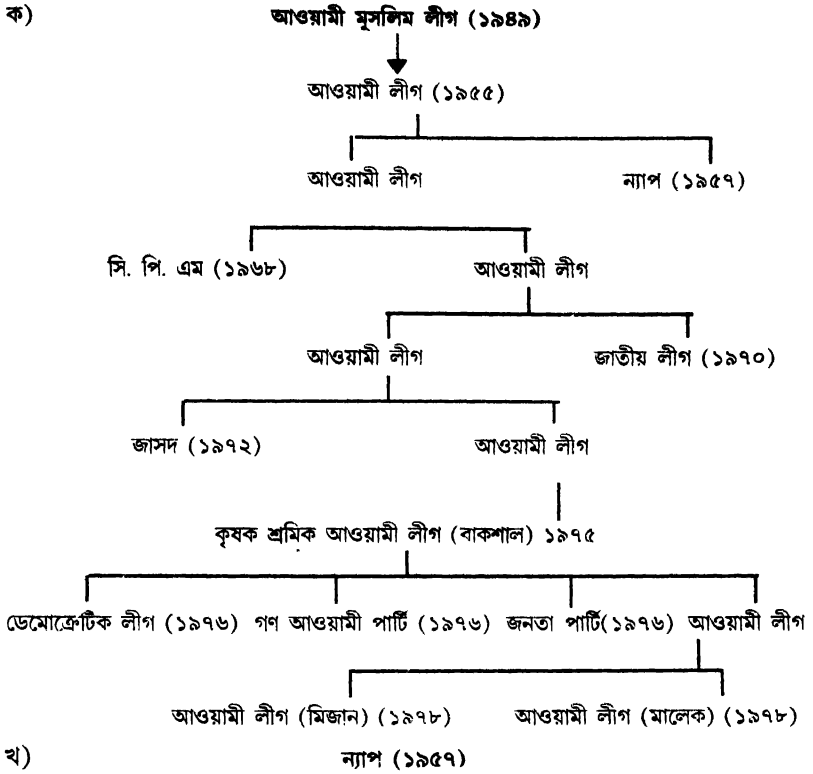 ক) আওয়ামী মুসলিম লীগ (১৯৪৯)
আওয়ামী লীগ (১৯৫৫)
আওয়ামী লীগ ন্যাপ (১৯৫৭)
সি. পি. এম (১৯৬৮) আওয়ামী লীগ
আওয়ামী লীগ জাতীয় লীগ (১৯৭০)
জাসদ (১৯৭২) আওয়ামী লীগ
কৃষক শ্রমিক আওয়ামী লীগ (বাকশাল) ১৯৭৫
ডেমোক্রেটিক লীগ (১৯৭৬) গণ আওয়ামী পার্টি (১৯৭৬) জনতা পার্টি(১৯৭৬) আওয়ামী লীগ
আওয়ামী লীগ (মিজান) (১৯৭৮) আওয়ামী লীগ (মালেক) (১৯৭৮)
খ) ন্যাপ (১৯৫৭)